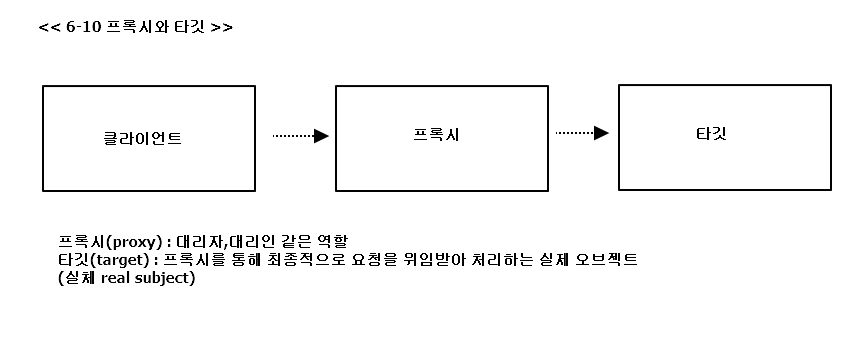 << 6-10 프록시와 타깃 >>
클라이언트
프록시
타깃
프록시(proxy) : 대리자,대리인 같은 역할
타깃(target) : 프록시를 통해 최종적으로 요청을 위임받아 처리하는 실제 오브젝트
(실체 real subject)